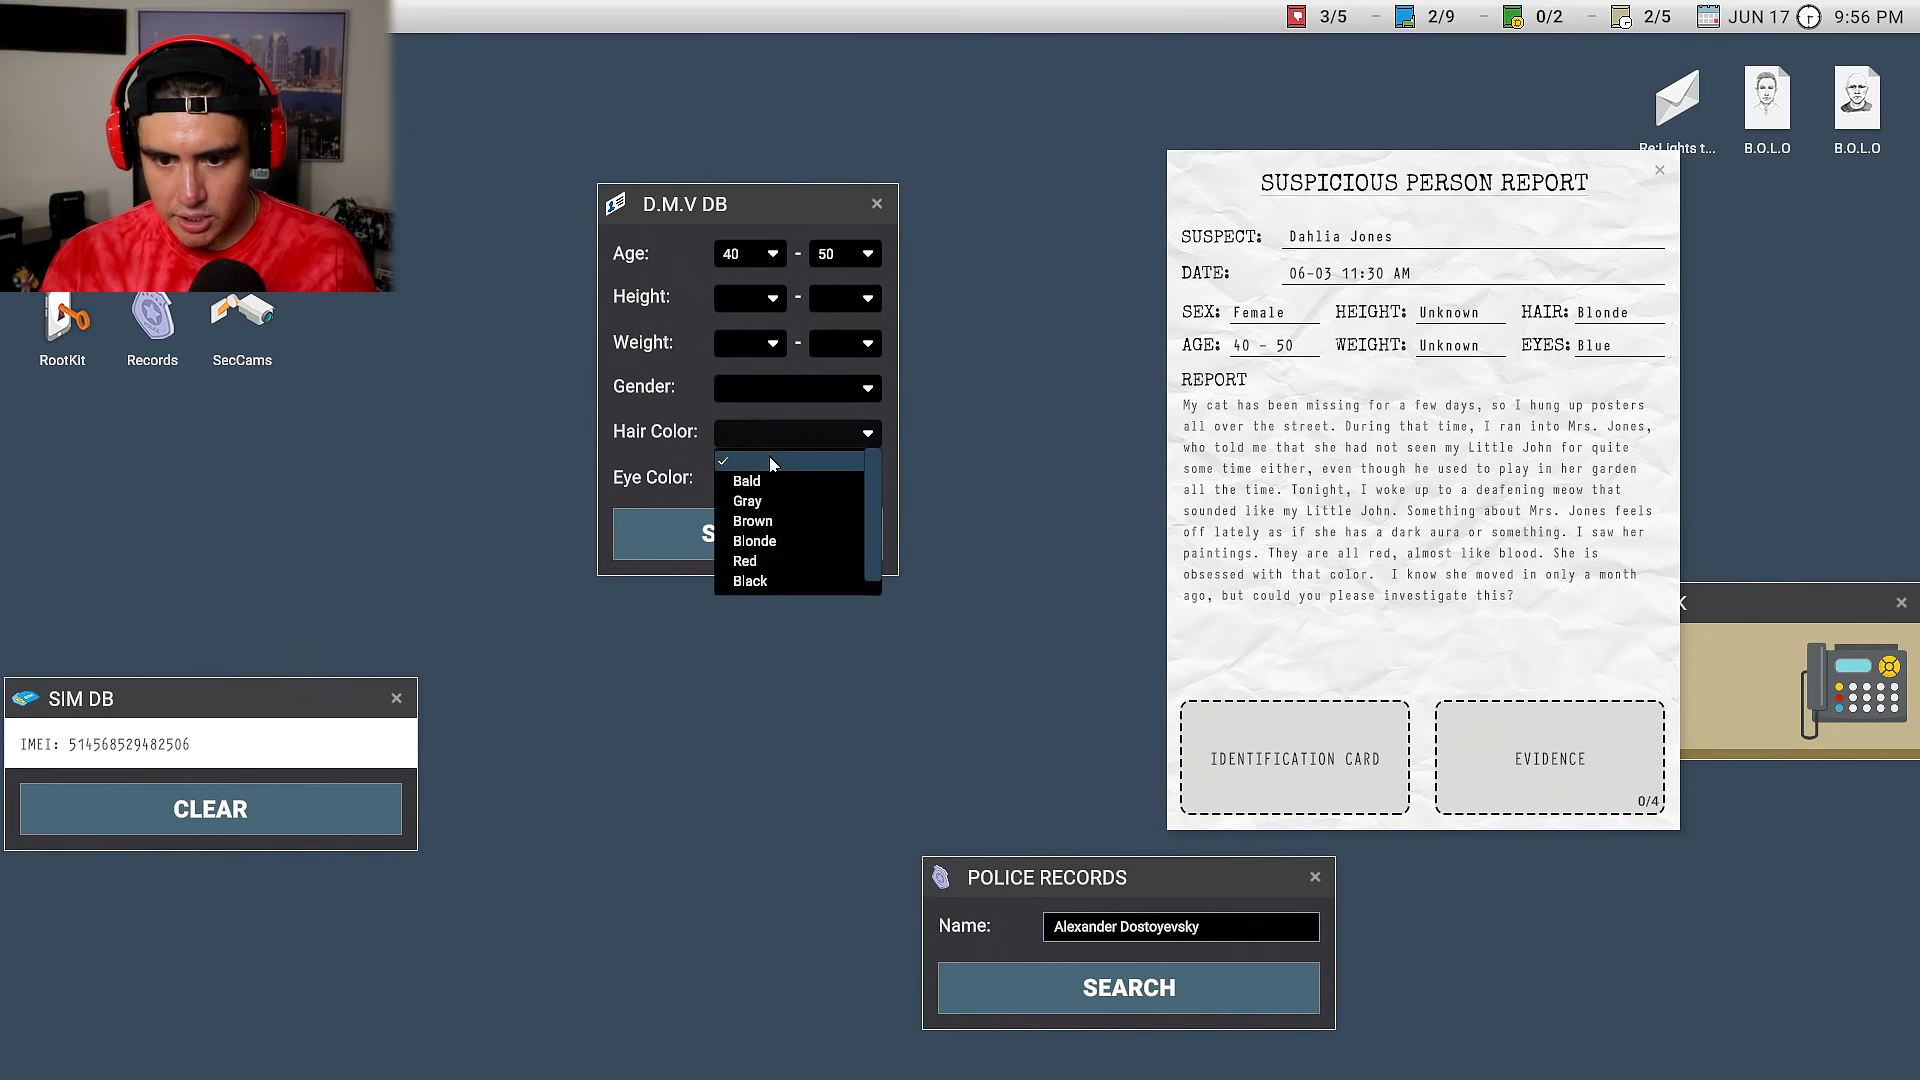 3/5
2/9
0/2
2/5
JUN 17
9:56 PM
Re:Lights t...
B.O.L.O
B.O.L.O
RootKit
Records
SecCams
D.M.V DB
Age:
40
-
50
Height:
-
Weight:
-
Gender:
Hair Color:
Bald
Gray
Brown
Blonde
Red
Black
Eye Color:
S
SUSPICIOUS PERSON REPORT
SUSPECT: Dahlia Jones
DATE: 06-03 11:30 AM
SEX: Female HEIGHT: Unknown HAIR: Blonde
AGE: 40 - 50 WEIGHT: Unknown EYES: Blue
REPORT
My cat has been missing for a few days, so I hung up posters
all over the street. During that time, I ran into Mrs. Jones,
who told me that she had not seen my Little John for quite
some time either, even though he used to play in her garden
all the time. Tonight, I woke up to a deafening meow that
sounded like my Little John. Something about Mrs. Jones feels
off lately as if she has a dark aura or something. I saw her
paintings. They are all red, almost like blood. She is
obsessed with that color. I know she moved in only a month
ago, but could you please investigate this?
IDENTIFICATION CARD
EVIDENCE
0/4
K
SIM DB
IMEI: 514568529482506
CLEAR
POLICE RECORDS
Name: Alexander Dostoyevsky
SEARCH